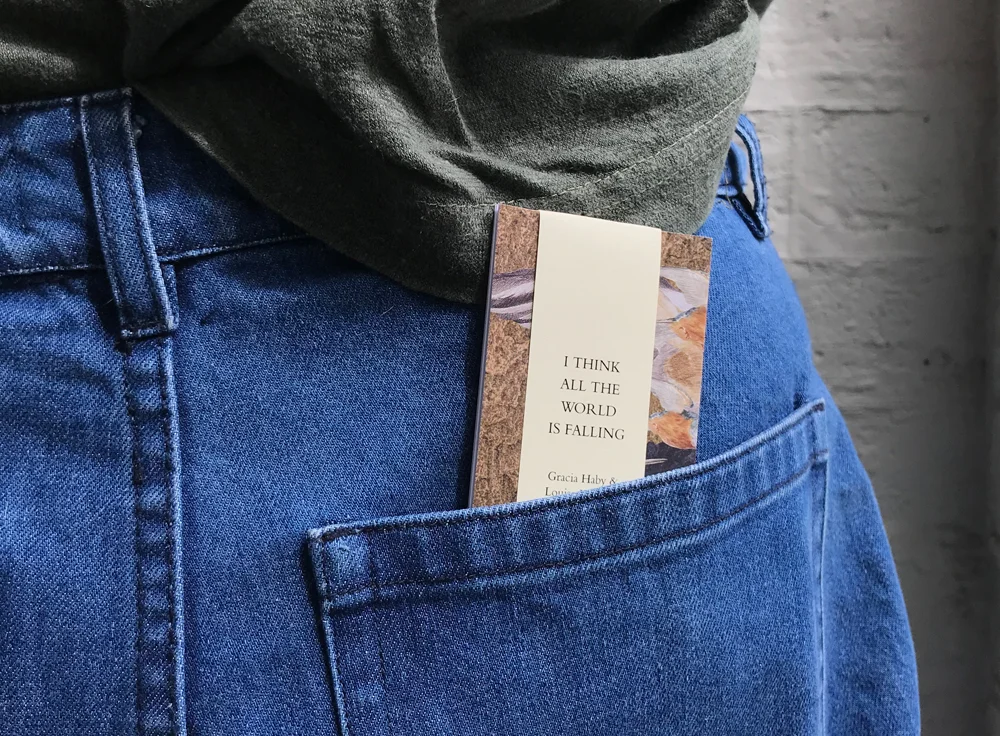 I THINK
ALL THE
WORLD
IS FALLING
Gracia Haby &